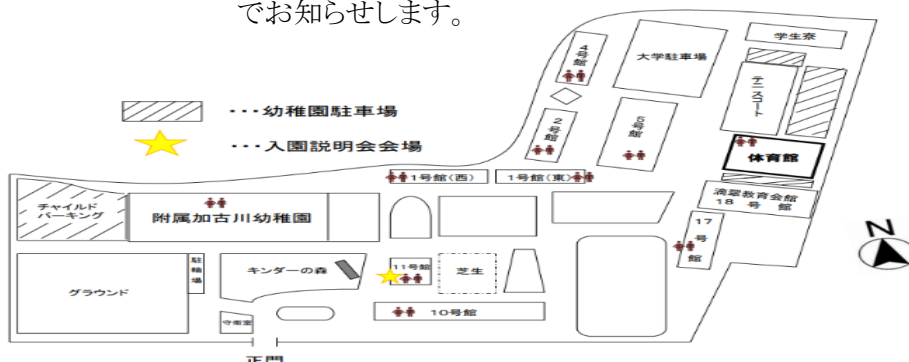 でお知らせします。
学生寮
4号館
大学駐車場
テニスコート
・・・幼稚園駐車場
2号館
5号館
・・・入園説明会会場
体育館
1号館(西)
1号館(東)
滴翠教育会館
18号館
チャイルド
パーキング
附属加古川幼稚園
17号館
N
駐輪場
キンダーの森
11号館
芝生
グラウンド
10号館
守衛室
正門